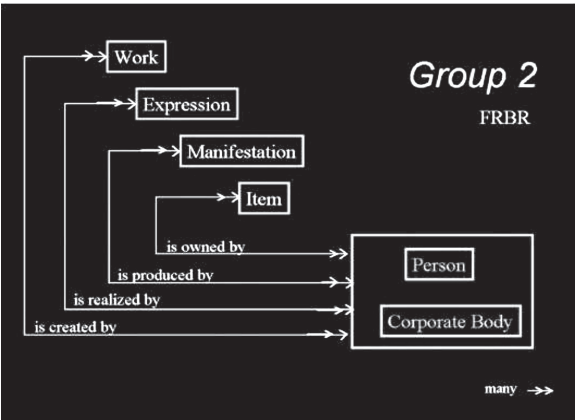 Work
Group 2
Expression
FRBR
Manifestation
Item
is owned by
Person
is produced by
is realized by
Corporate Body
is created by
many